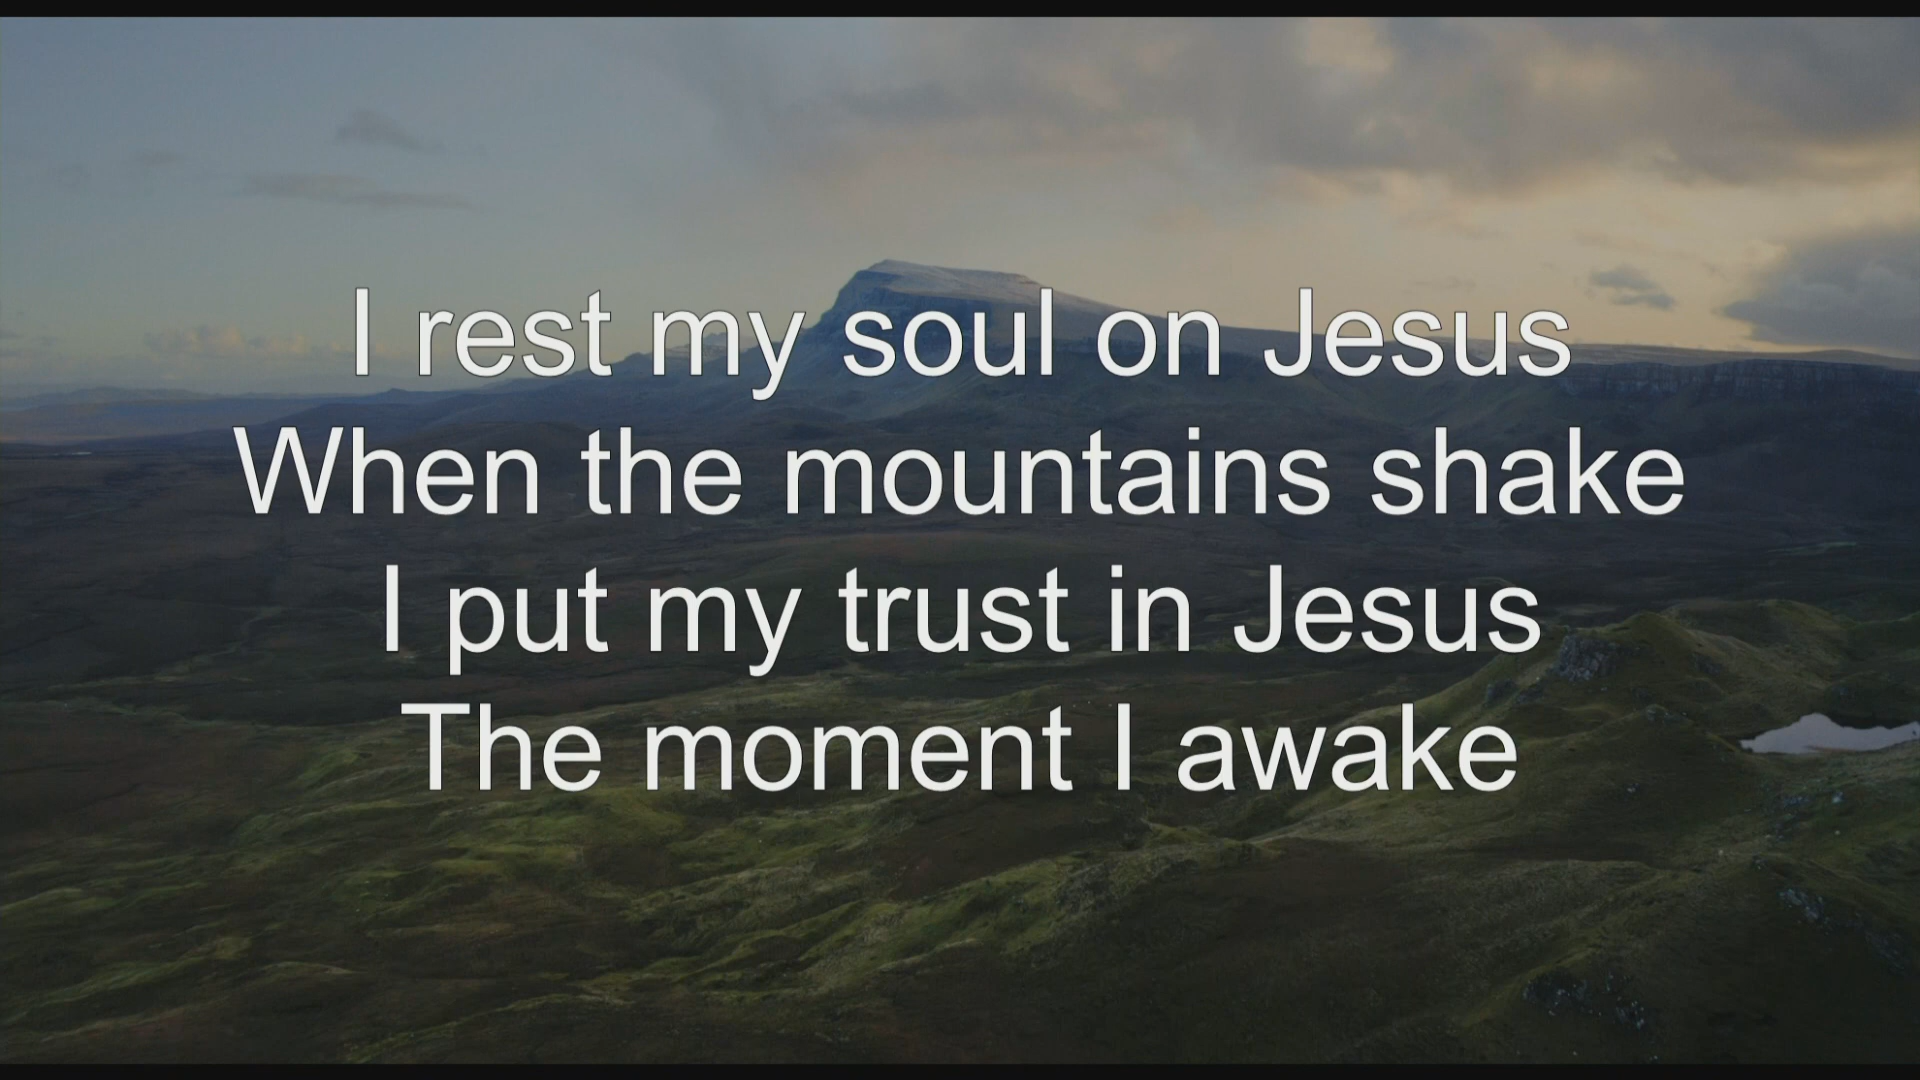 I rest my soul on Jesus
When the mountains shake
I put my trust in Jesus
The moment I awake